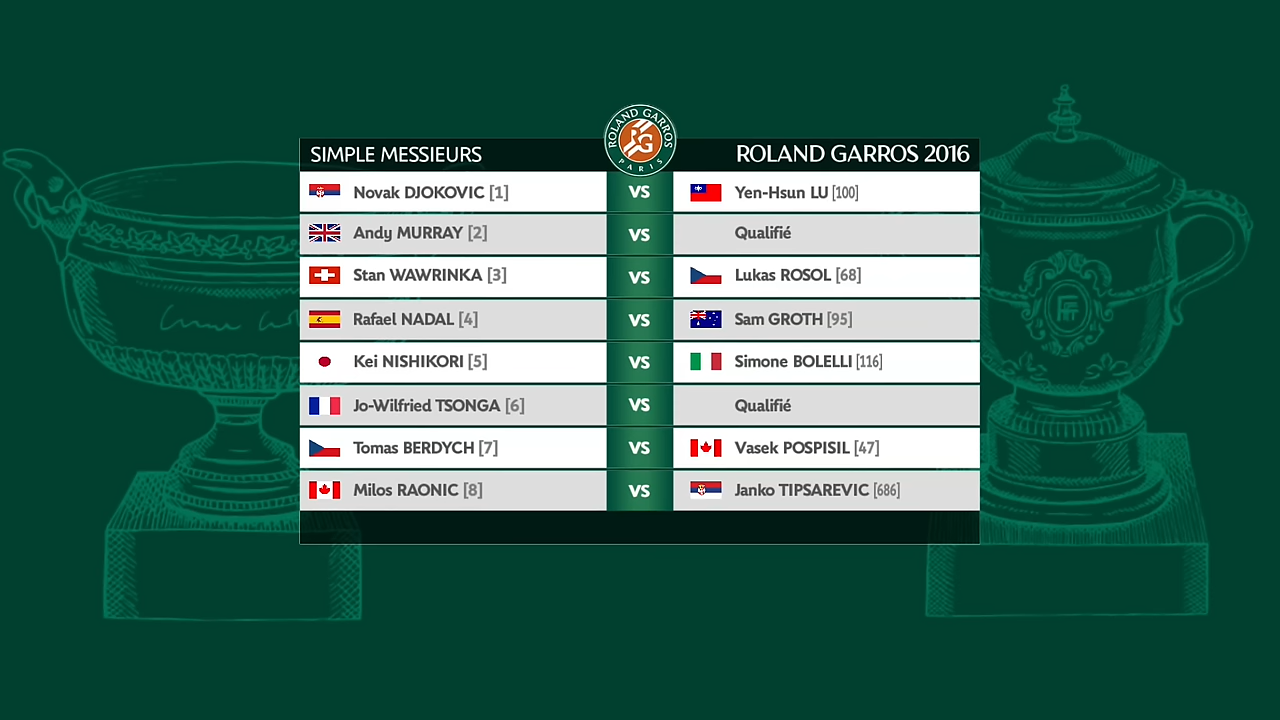 ROLAND GARROS
PARIS
SIMPLE MESSIEURS ROLAND GARROS 2016
Novak DJOKOVIC [1] VS Yen-Hsun LU [100]
Andy MURRAY [2] VS Qualifié
Stan WAWRINKA [3] VS Lukas ROSOL [68]
Rafael NADAL [4] VS Sam GROTH [95]
Kei NISHIKORI [5] VS Simone BOLELLI [116]
Jo-Wilfried TSONGA [6] VS Qualifié
Tomas BERDYCH [7] VS Vasek POSPISIL [47]
Milos RAONIC [8] VS Janko TIPSAREVIC [686]